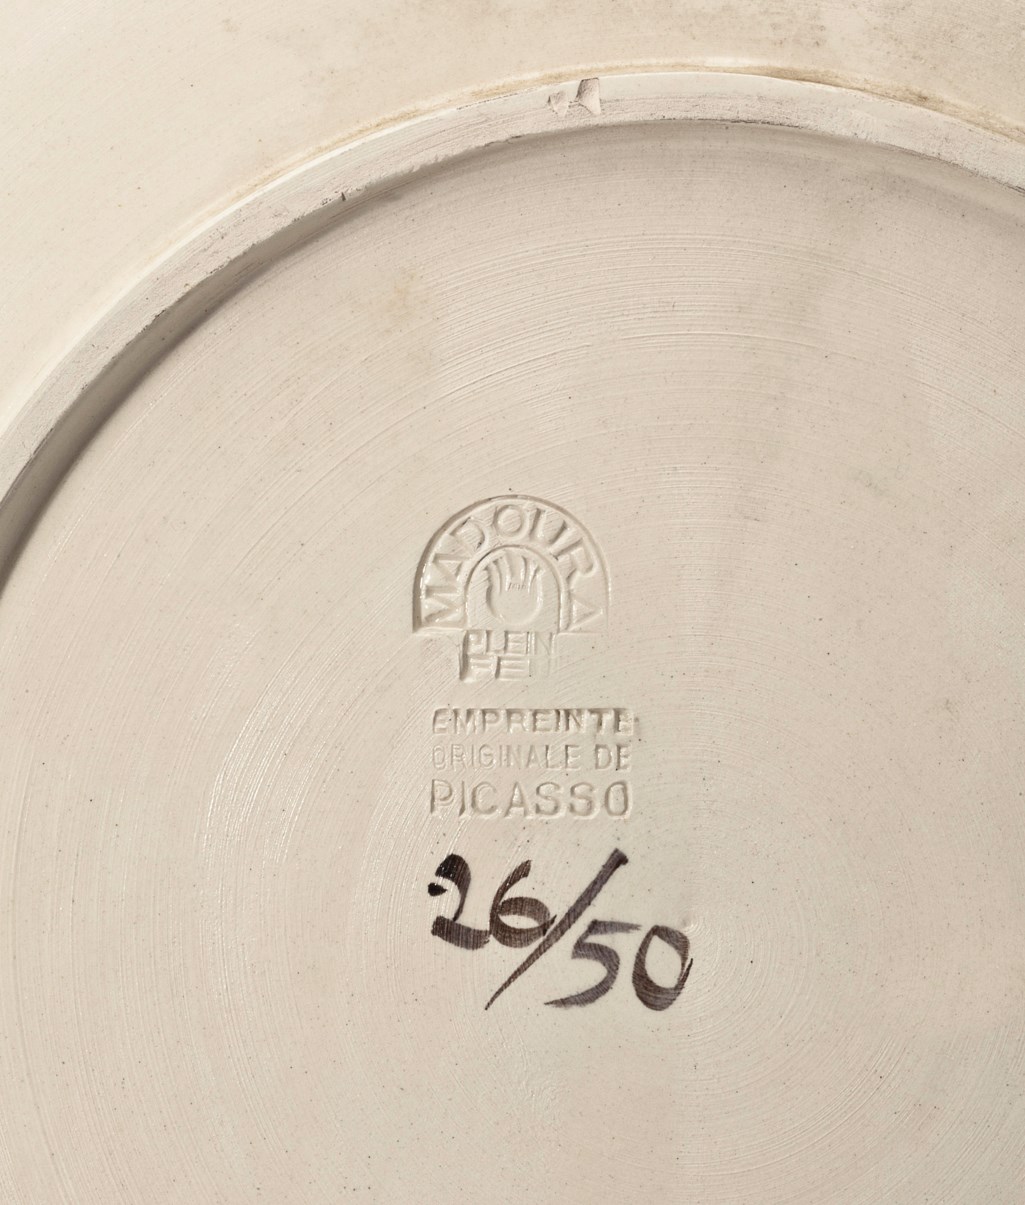 MADOURA
PLEIN
FEU
EMPREINTE
ORIGINALE DE
PICASSO
26/50